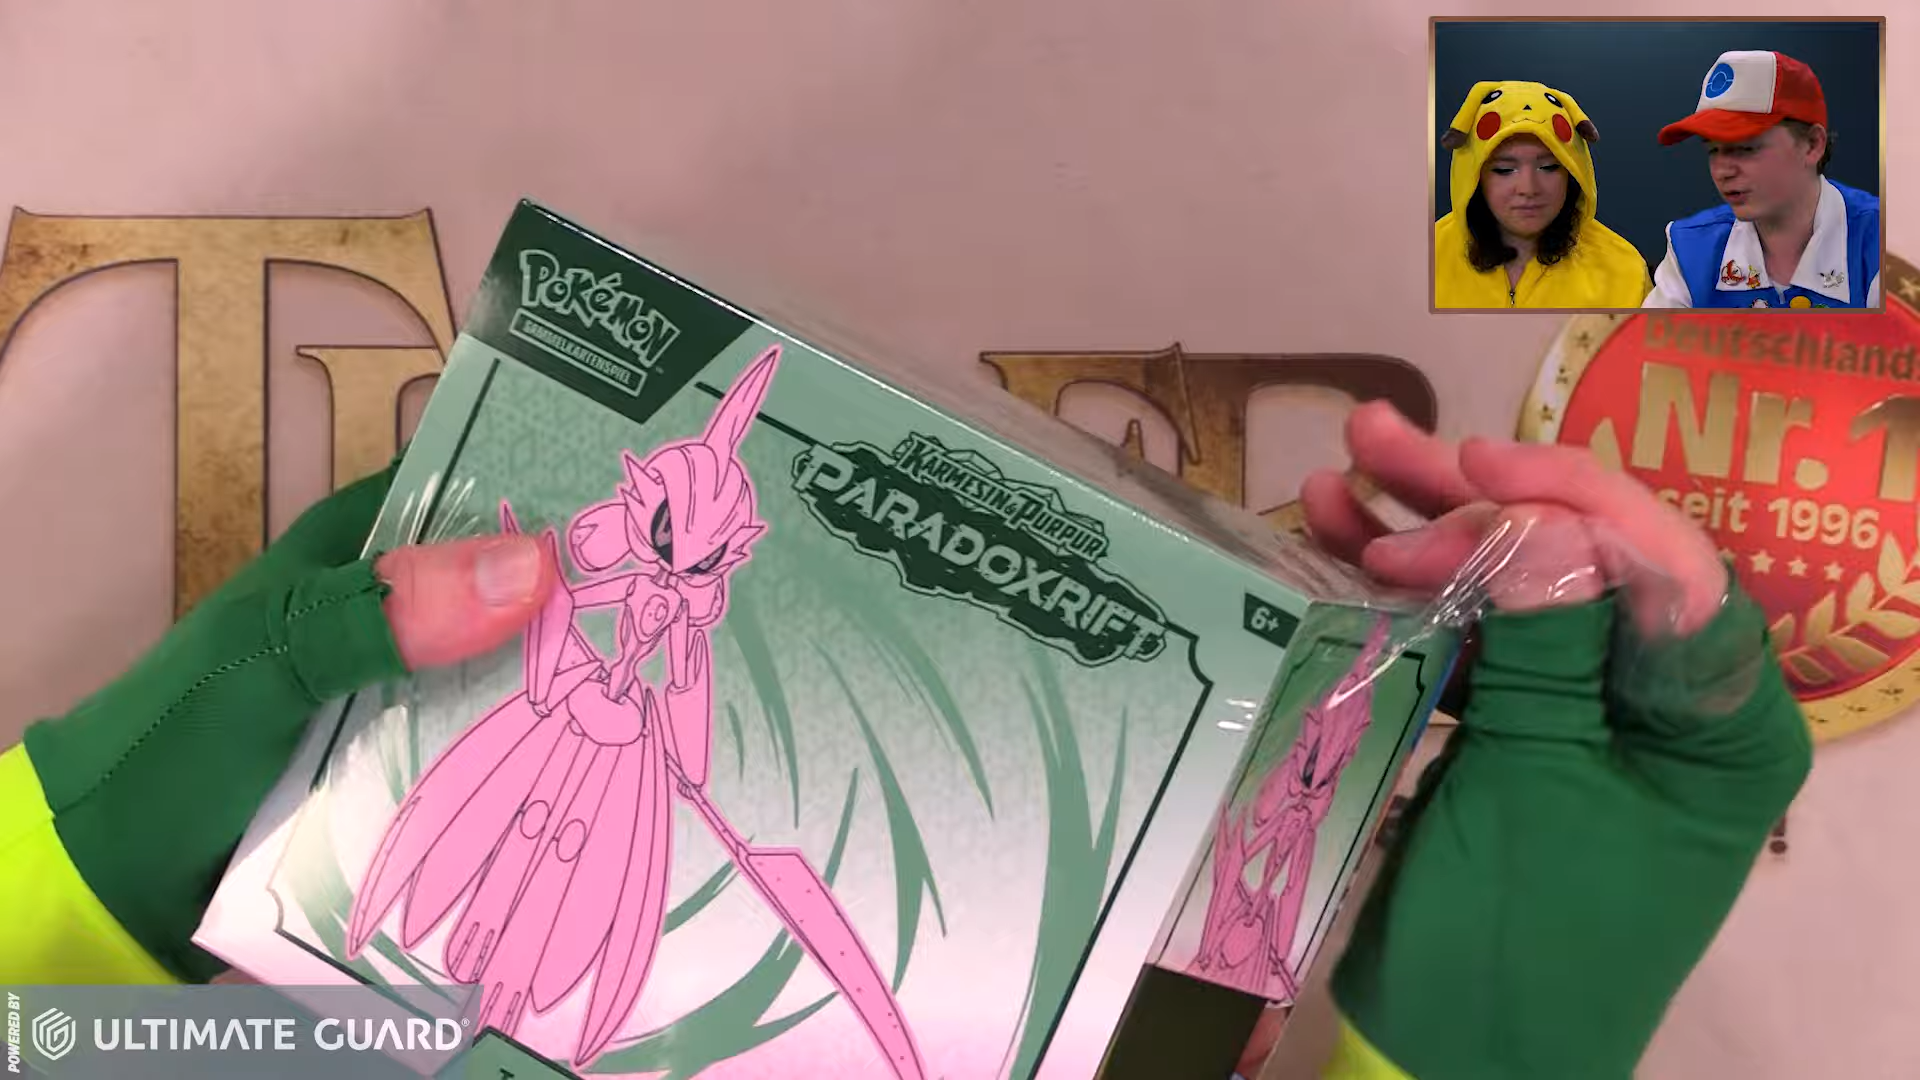 Pokémon
SAMMELKARTENSPIEL
KARMESIN & PURPUR
PARADOXRIFT
6+
Deutschlands
Nr. 1
seit 1996
POWERED BY
ULTIMATE GUARD®